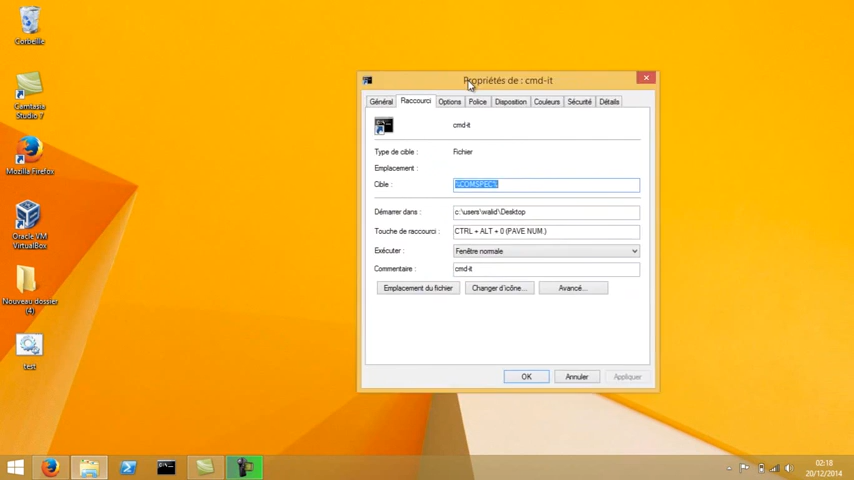 Corbeille
Camtasia
Studio 7
Mozilla Firefox
Oracle VM
VirtualBox
Nouveau dossier
(4)
test
Propriétés de : cmd-it
Général
Raccourci
Options
Police
Disposition
Couleurs
Sécurité
Détails
cmd-it
Type de cible :
Fichier
Emplacement :
Cible :
%COMSPEC%
Démarrer dans :
c:\users\walid\Desktop
Touche de raccourci :
CTRL + ALT + 0 (PAVE NUM.)
Exécuter :
Fenêtre normale
Commentaire :
cmd-it
Emplacement du fichier
Changer d'icône...
Avancé...
OK
Annuler
Appliquer
02:18
20/12/2014